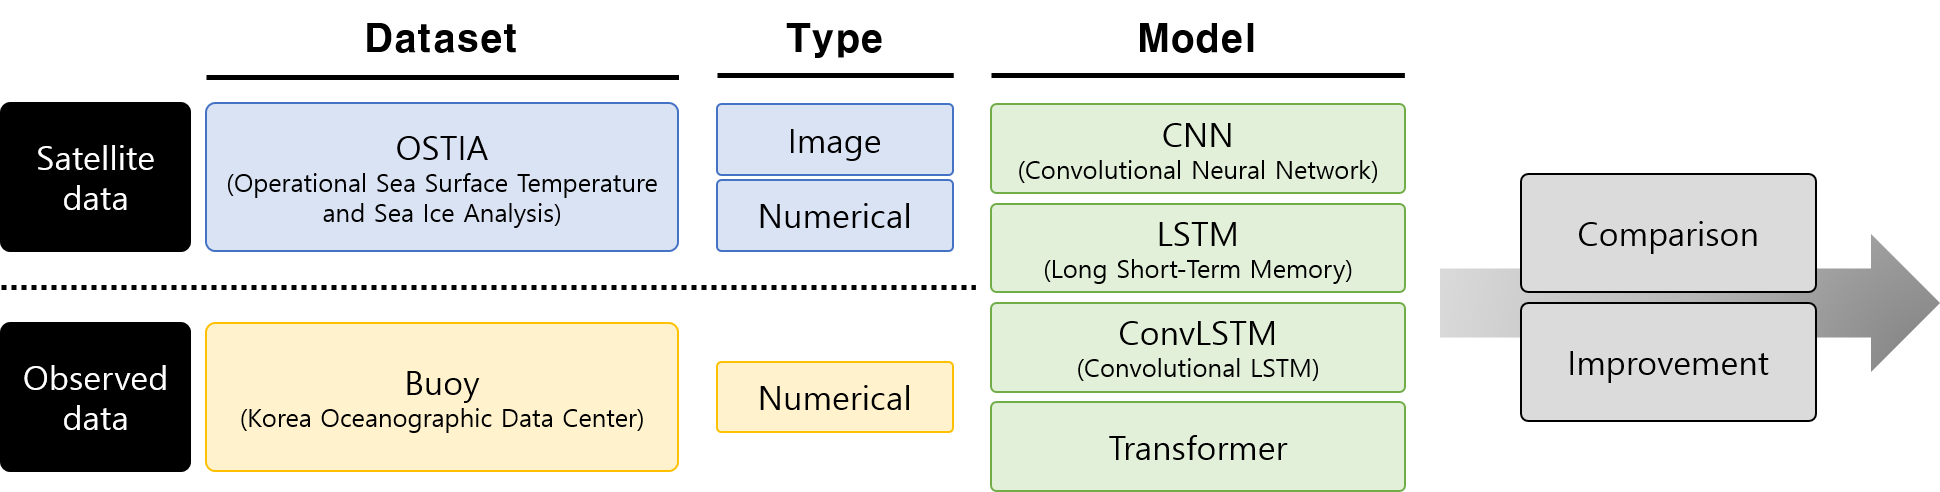 Dataset
Type
Model
Satellite
data
OSTIA
(Operational Sea Surface Temperature
and Sea Ice Analysis)
Image
Numerical
Observed
data
Buoy
(Korea Oceanographic Data Center)
Numerical
CNN
(Convolutional Neural Network)
LSTM
(Long Short-Term Memory)
ConvLSTM
(Convolutional LSTM)
Transformer
Comparison
Improvement